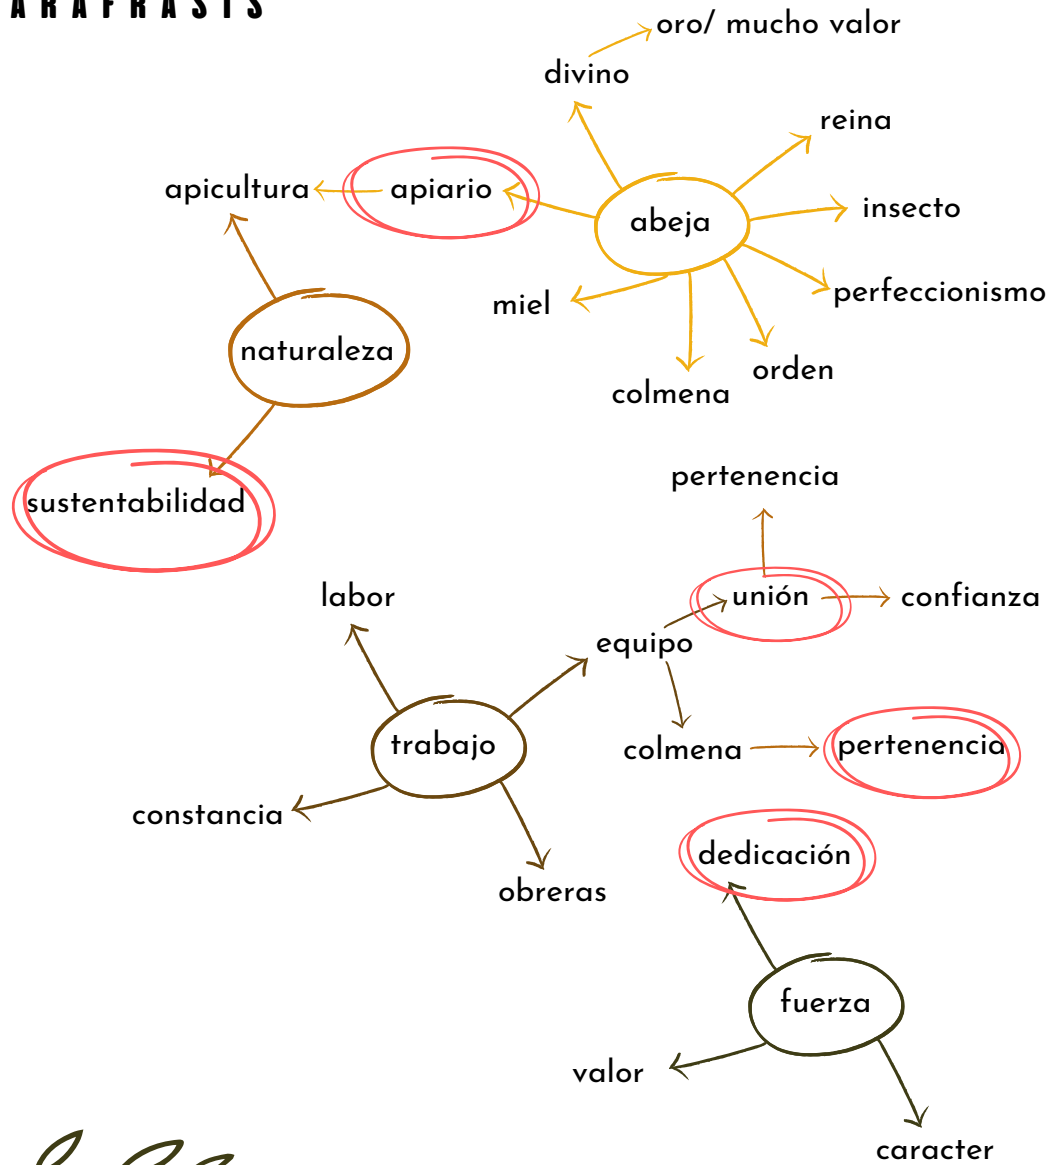 ARAFRASIS
oro/ mucho valor
divino
reina
apicultura
apiario
abeja
insecto
miel
perfeccionismo
naturaleza
orden
colmena
pertenencia
sustentabilidad
labor
unión
confianza
equipo
trabajo
colmena
pertenencia
constancia
dedicación
obreras
fuerza
valor
caracter